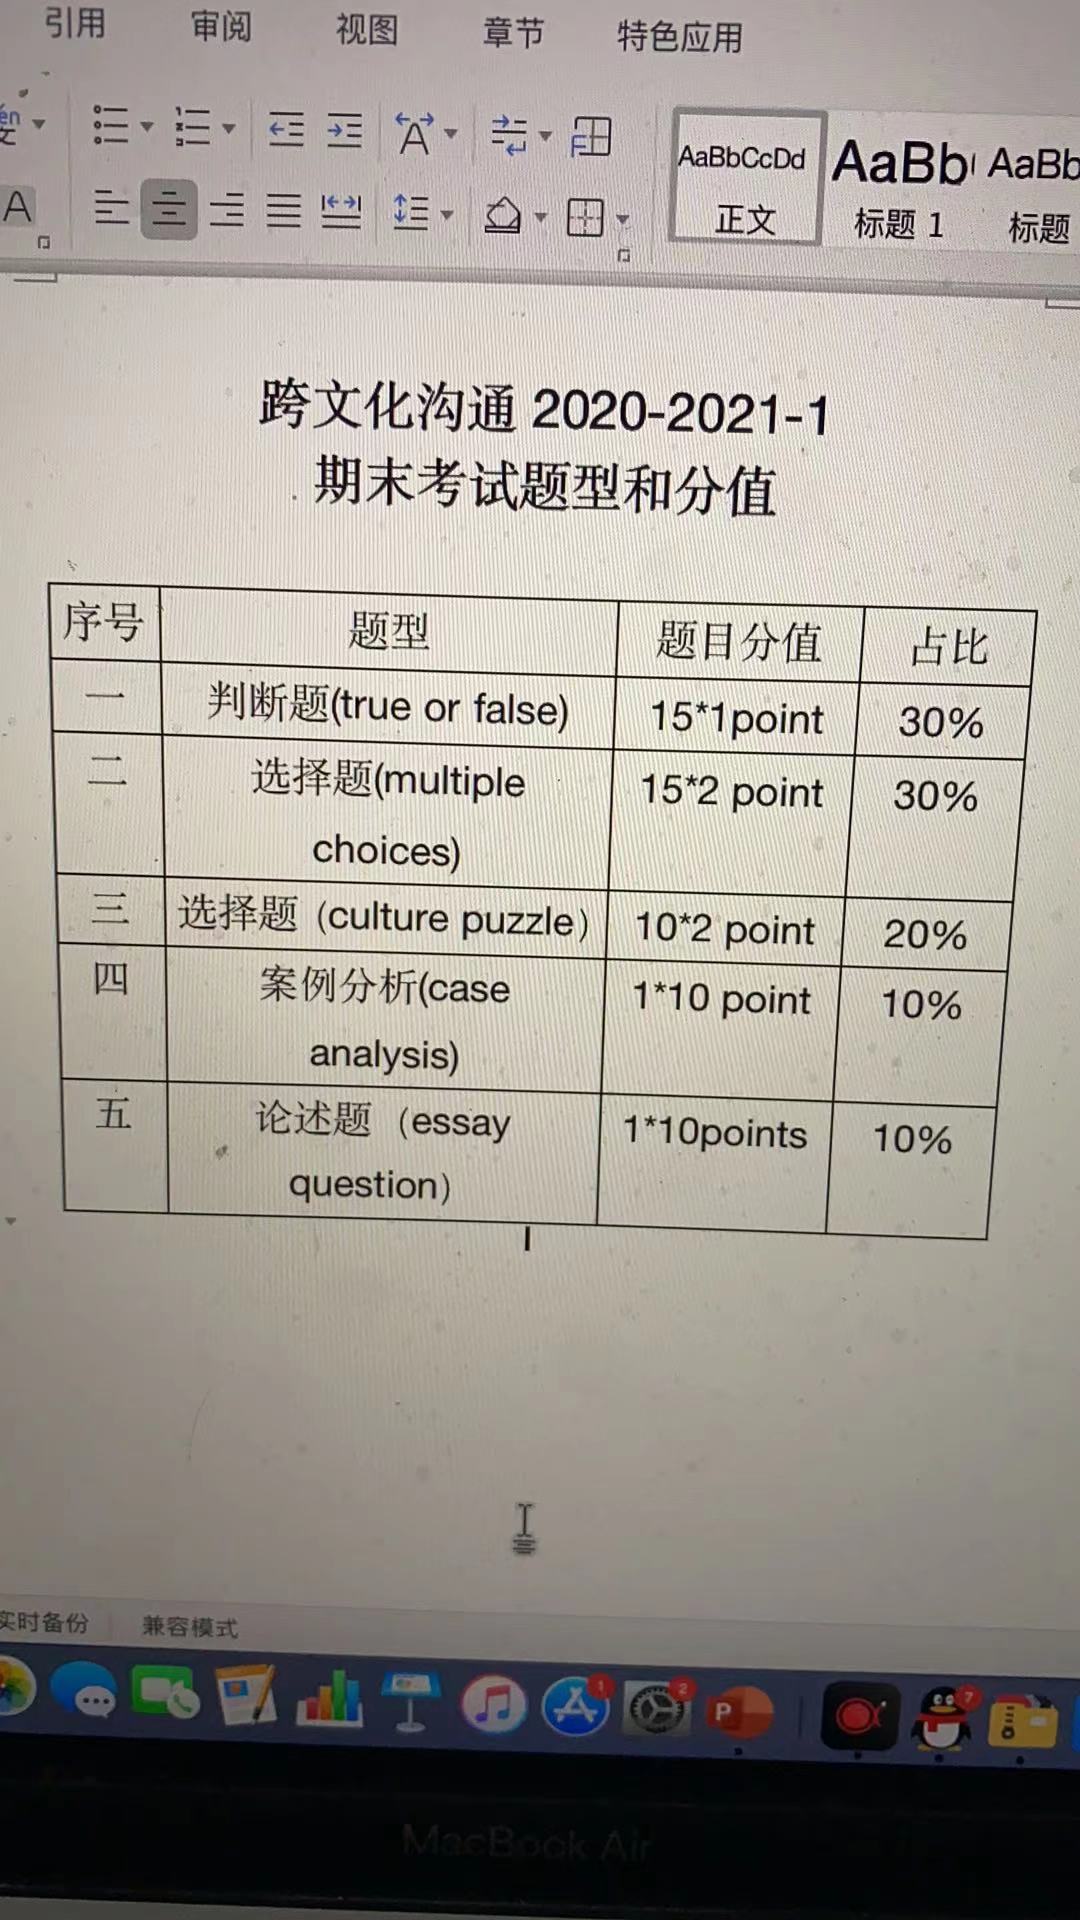 引用 审阅 视图 章节 特色应用
AaBbCcDd AaBb AaBb
正文 标题 1 标题
跨文化沟通 2020-2021-1
期末考试题型和分值
序号 题型 题目分值 占比
一 判断题(true or false) 15*1point 30%
二 选择题(multiple 15*2 point 30%
choices)
三 选择题（culture puzzle） 10*2 point 20%
四 案例分析(case 1*10 point 10%
analysis)
五 论述题（essay 1*10points 10%
question）
实时备份 兼容模式
1 2 P 7
MacBook Air